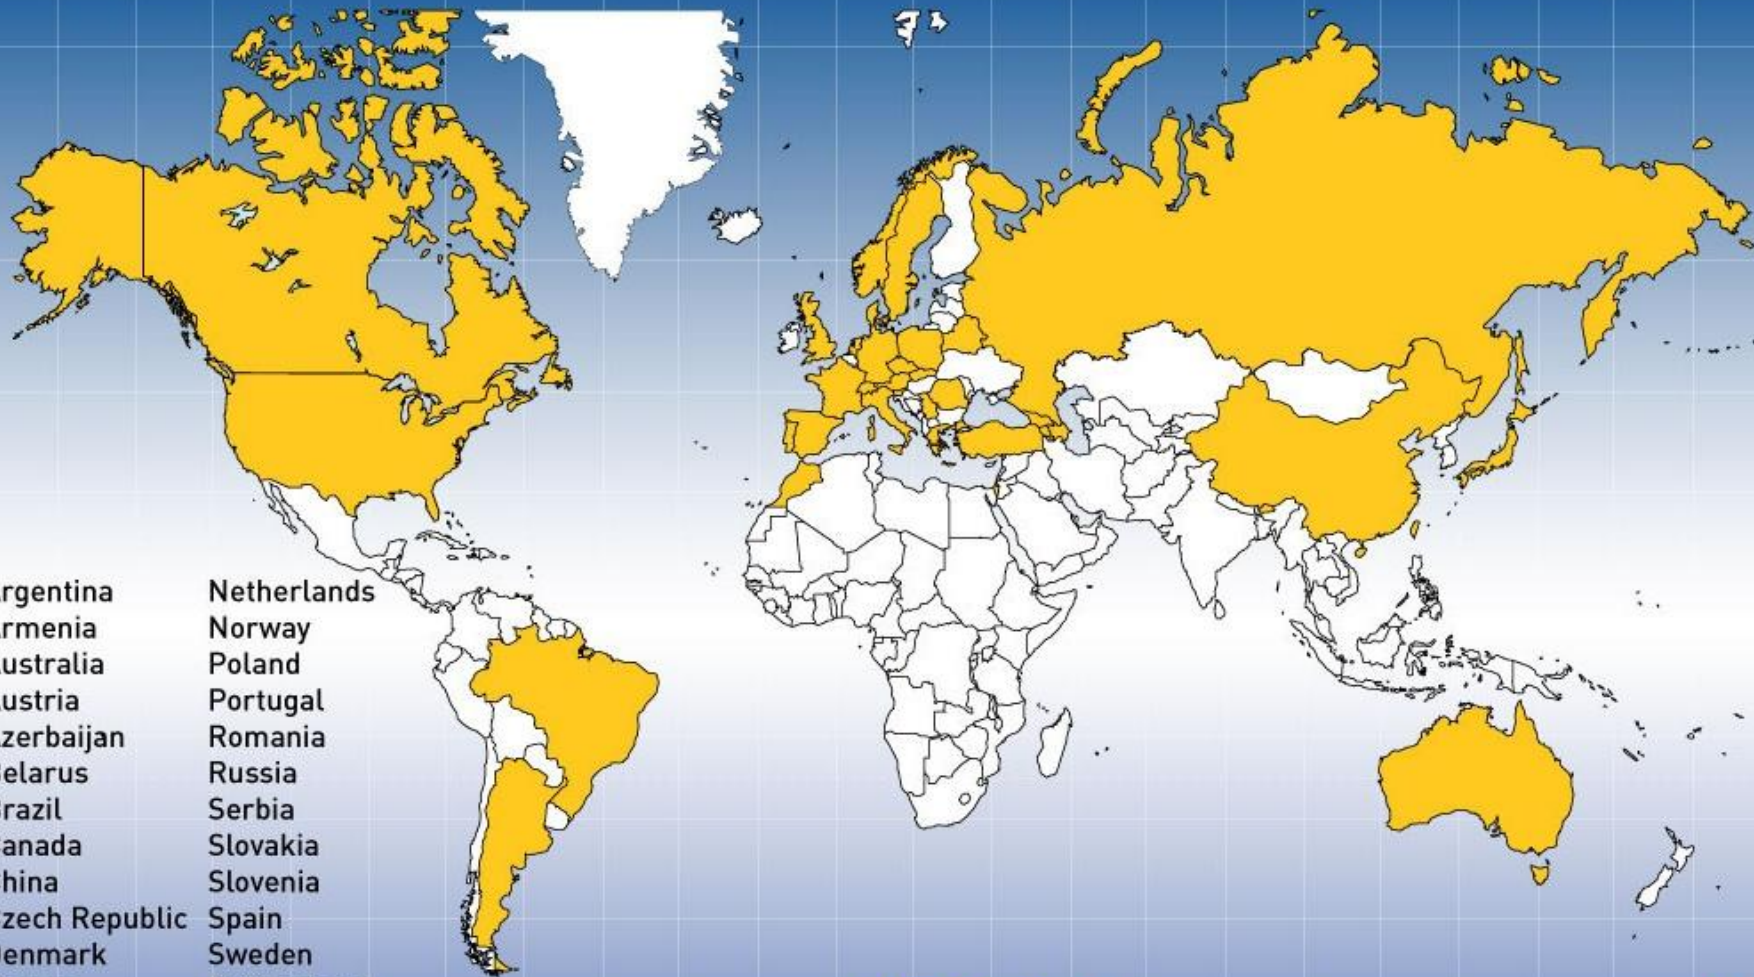 rgentina
rmenia
ustralia
ustria
zerbaijan
elarus
razil
anada
hina
zech Republic
enmark
Netherlands
Norway
Poland
Portugal
Romania
Russia
Serbia
Slovakia
Slovenia
Spain
Sweden